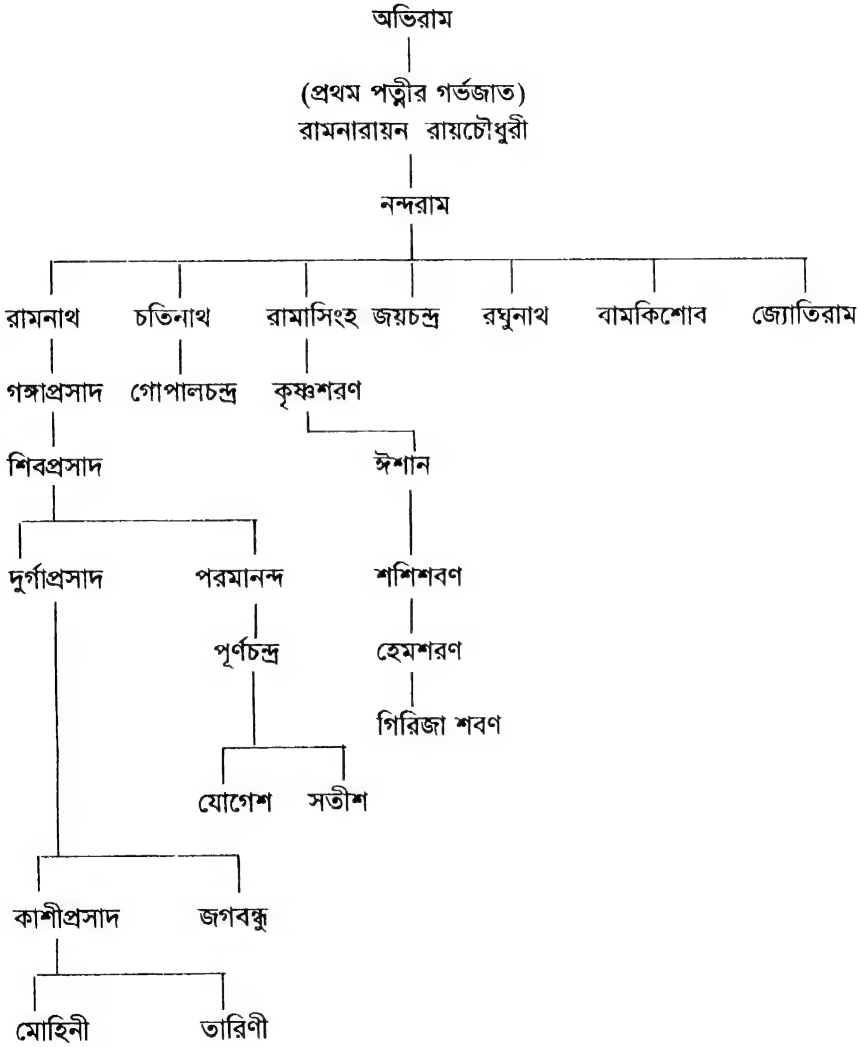 অভিরাম
(প্রথম পত্নীর গর্ভজাত)
রামনারায়ন রায়চৌধুরী
নন্দরাম
রামনাথ চতিনাথ রামাসিংহ জয়চন্দ্র রঘুনাথ বামকিশোব জ্যোতিরাম
গঙ্গাপ্রসাদ গোপালচন্দ্র কৃষ্ণশরণ
শিবপ্রসাদ ঈশান
দুর্গাপ্রসাদ পরমানন্দ শশিশবণ
পূর্ণচন্দ্র হেমশরণ
গিরিজা শবণ
যোগেশ সতীশ
কাশীপ্রসাদ জগবন্ধু
মোহিনী তারিণী